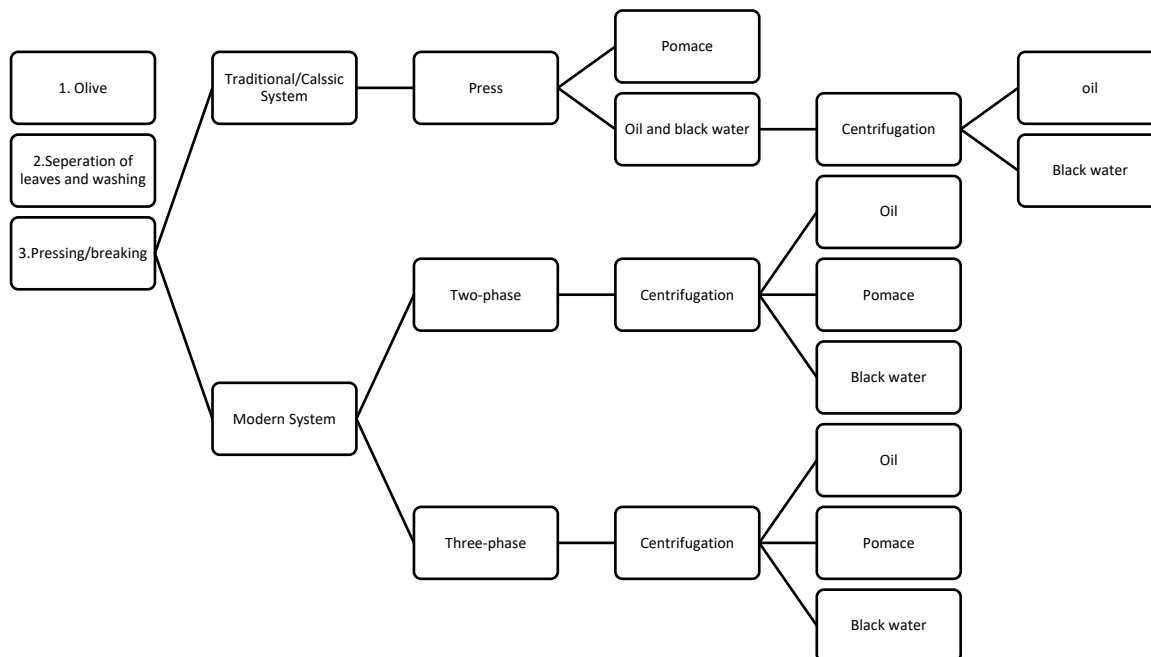 1. Olive
2.Seperation of
leaves and washing
3.Pressing/breaking
Traditional/Calssic
System
Press
Pomace
Oil and black water
Centrifugation
oil
Black water
Modern System
Two-phase
Centrifugation
Oil
Pomace
Black water
Three-phase
Centrifugation
Oil
Pomace
Black water